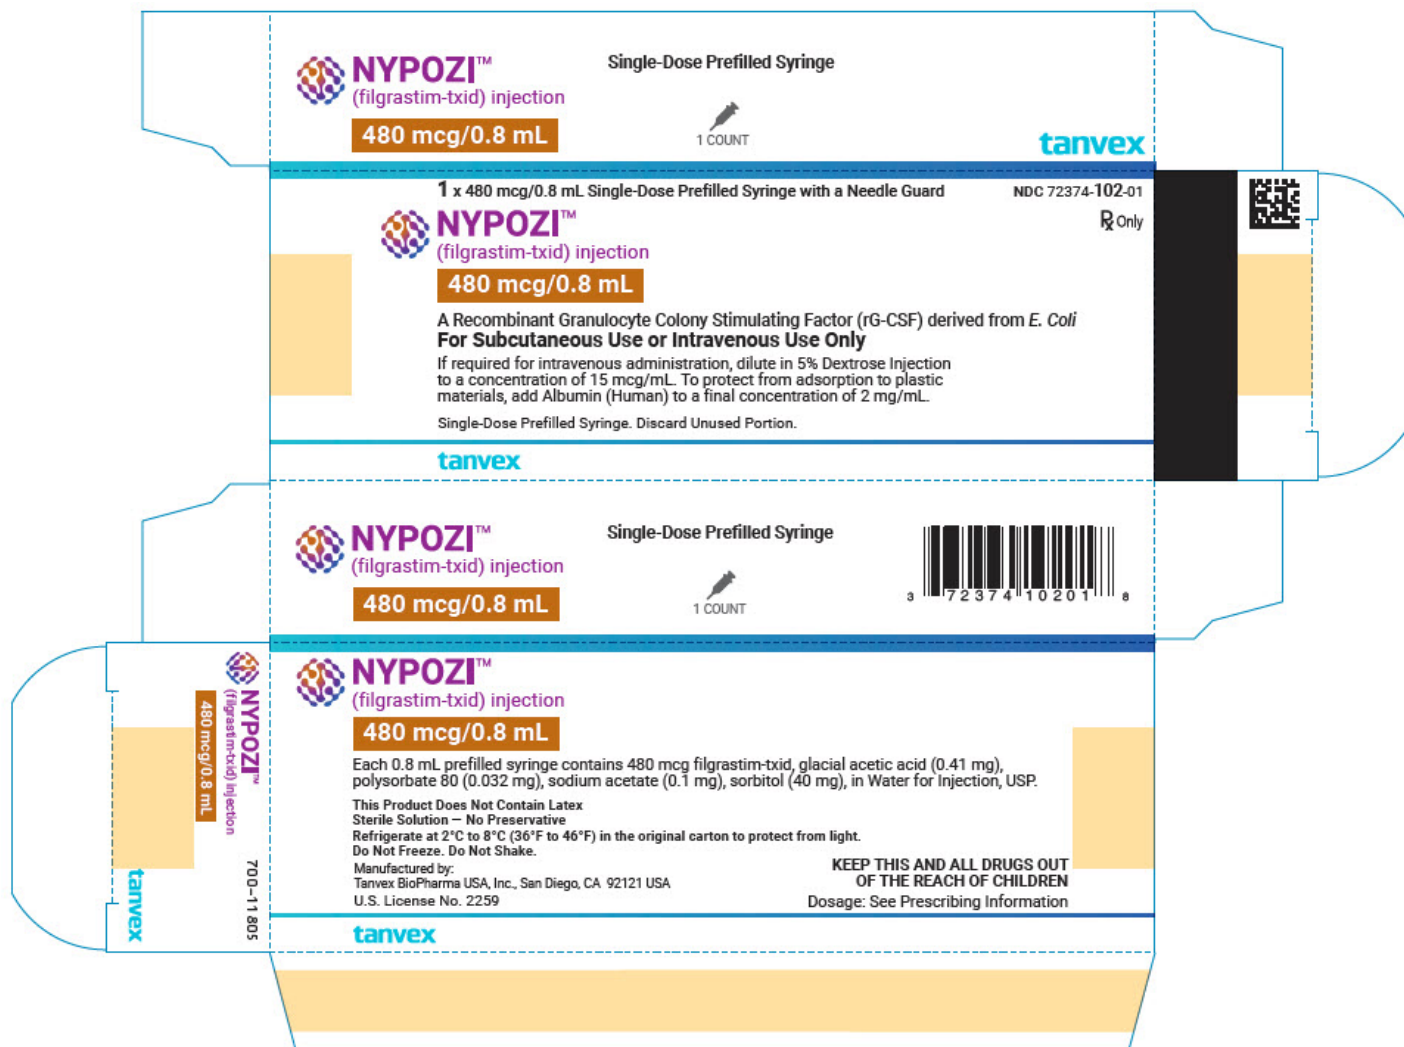 NYPOZI™
(filgrastim-txid) injection
480 mcg/0.8 mL
Single-Dose Prefilled Syringe
1 COUNT
tanvex
1 x 480 mcg/0.8 mL Single-Dose Prefilled Syringe with a Needle Guard
NDC 72374-102-01
Rx Only
NYPOZI™
(filgrastim-txid) injection
480 mcg/0.8 mL
A Recombinant Granulocyte Colony Stimulating Factor (rG-CSF) derived from E. Coli
For Subcutaneous Use or Intravenous Use Only
If required for intravenous administration, dilute in 5% Dextrose Injection
to a concentration of 15 mcg/mL. To protect from adsorption to plastic
materials, add Albumin (Human) to a final concentration of 2 mg/mL.
Single-Dose Prefilled Syringe. Discard Unused Portion.
tanvex
NYPOZI™
(filgrastim-txid) injection
480 mcg/0.8 mL
Single-Dose Prefilled Syringe
1 COUNT
3 72374 10201 8
NYPOZI™
(filgrastim-txid) injection
480 mcg/0.8 mL
Each 0.8 mL prefilled syringe contains 480 mcg filgrastim-txid, glacial acetic acid (0.41 mg),
polysorbate 80 (0.032 mg), sodium acetate (0.1 mg), sorbitol (40 mg), in Water for Injection, USP.
This Product Does Not Contain Latex
Sterile Solution — No Preservative
Refrigerate at 2°C to 8°C (36°F to 46°F) in the original carton to protect from light.
Do Not Freeze. Do Not Shake.
Manufactured by:
Tanvex BioPharma USA, Inc., San Diego, CA 92121 USA
U.S. License No. 2259
KEEP THIS AND ALL DRUGS OUT
OF THE REACH OF CHILDREN
Dosage: See Prescribing Information
tanvex
NYPOZI™
(filgrastim-txid) injection
480 mcg/0.8 mL
700-11805
tanvex